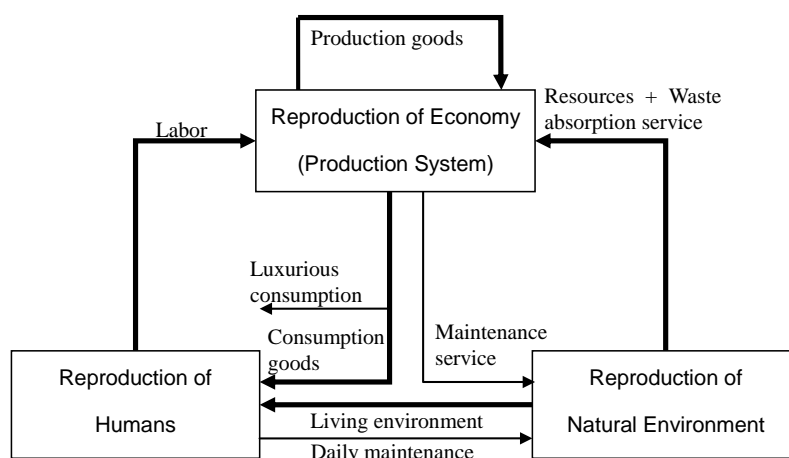 Production goods
Reproduction of Economy
(Production System)
Resources + Waste
absorption service
Labor
Luxurious
consumption
Consumption
goods
Maintenance
service
Reproduction of
Humans
Reproduction of
Natural Environment
Living environment
Daily maintenance